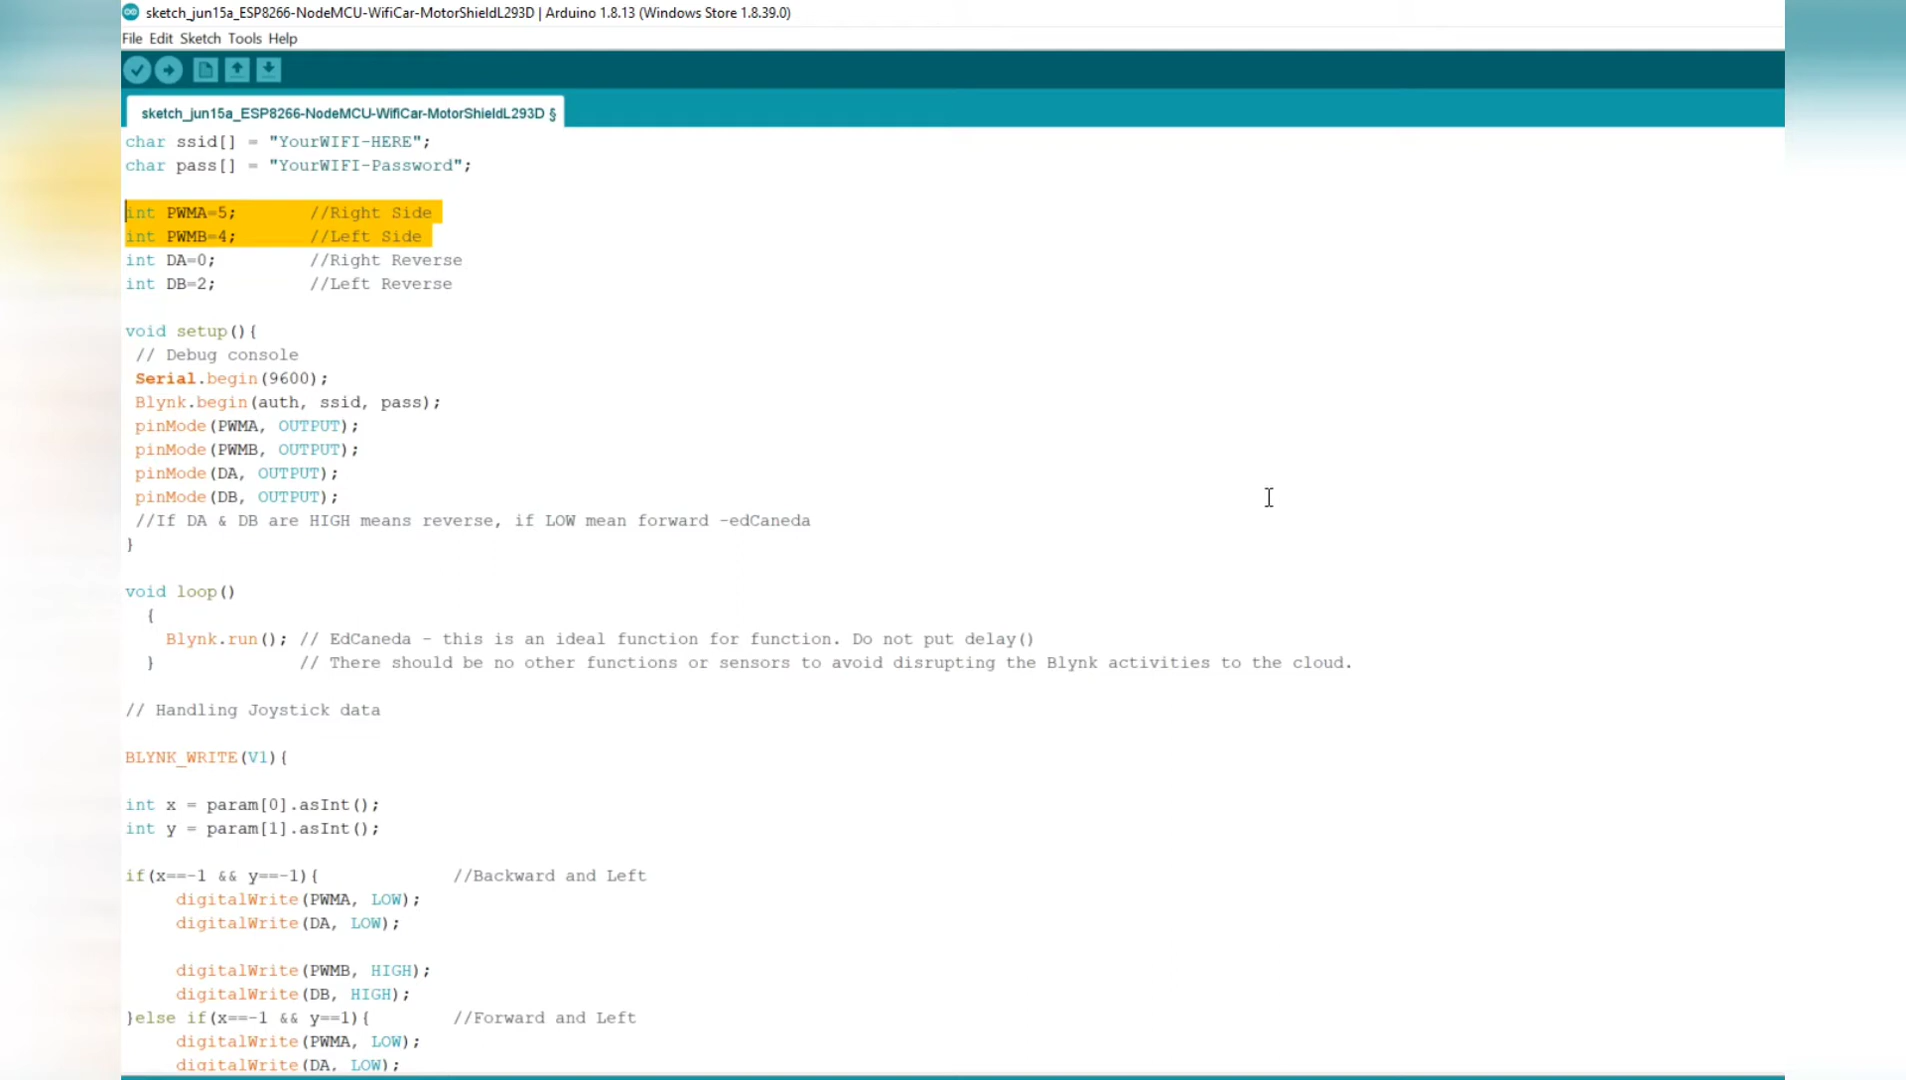 sketch_jun15a_ESP8266-NodeMCU-WifiCar-MotorShieldL293D | Arduino 1.8.13 (Windows Store 1.8.39.0)
File Edit Sketch Tools Help
sketch_jun15a_ESP8266-NodeMCU-WifiCar-MotorShieldL293D §
char ssid[] = "YourWIFI-HERE";
char pass[] = "YourWIFI-Password";
int PWMA=5; //Right Side
int PWMB=4; //Left Side
int DA=0; //Right Reverse
int DB=2; //Left Reverse
void setup(){
// Debug console
Serial.begin(9600);
Blynk.begin(auth, ssid, pass);
pinMode(PWMA, OUTPUT);
pinMode(PWMB, OUTPUT);
pinMode(DA, OUTPUT);
pinMode(DB, OUTPUT);
//If DA & DB are HIGH means reverse, if LOW mean forward -edCaneda
}
void loop()
{
Blynk.run(); // EdCaneda - this is an ideal function for function. Do not put delay()
} // There should be no other functions or sensors to avoid disrupting the Blynk activities to the cloud.
// Handling Joystick data
BLYNK_WRITE(V1){
int x = param[0].asInt();
int y = param[1].asInt();
if(x==-1 && y==-1){ //Backward and Left
digitalWrite(PWMA, LOW);
digitalWrite(DA, LOW);
digitalWrite(PWMB, HIGH);
digitalWrite(DB, HIGH);
}else if(x==-1 && y==1){ //Forward and Left
digitalWrite(PWMA, LOW);
digitalWrite(DA, LOW);